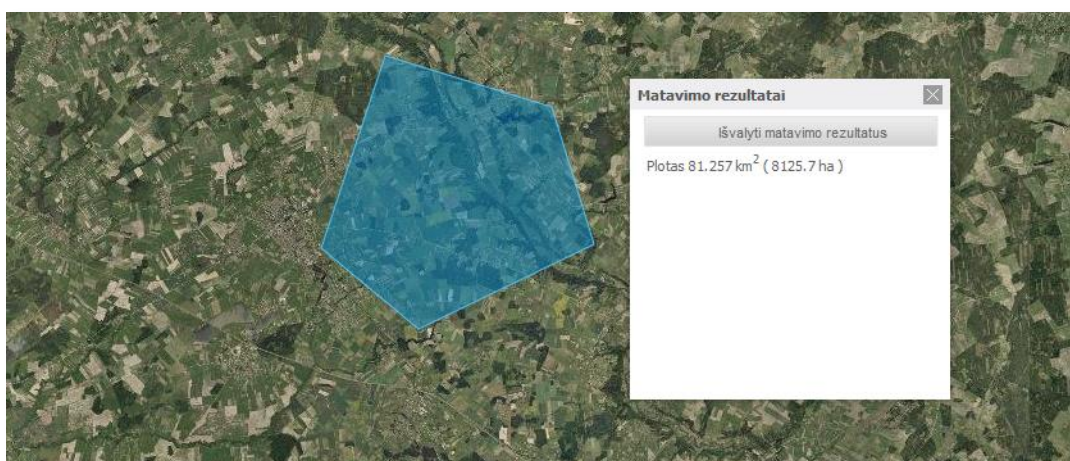 Matavimo rezultatai
Išvalyti matavimo rezultatus
Plotas 81.257 km² ( 8125.7 ha )